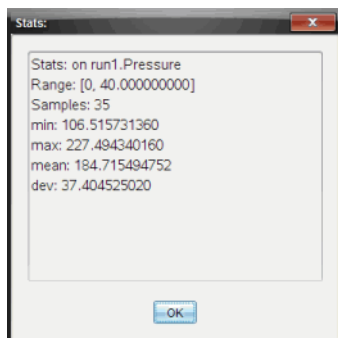 Stats:
Stats: on run1.Pressure
Range: [0, 40.000000000]
Samples: 35
min: 106.515731360
max: 227.494340160
mean: 184.715494752
dev: 37.404525020
OK